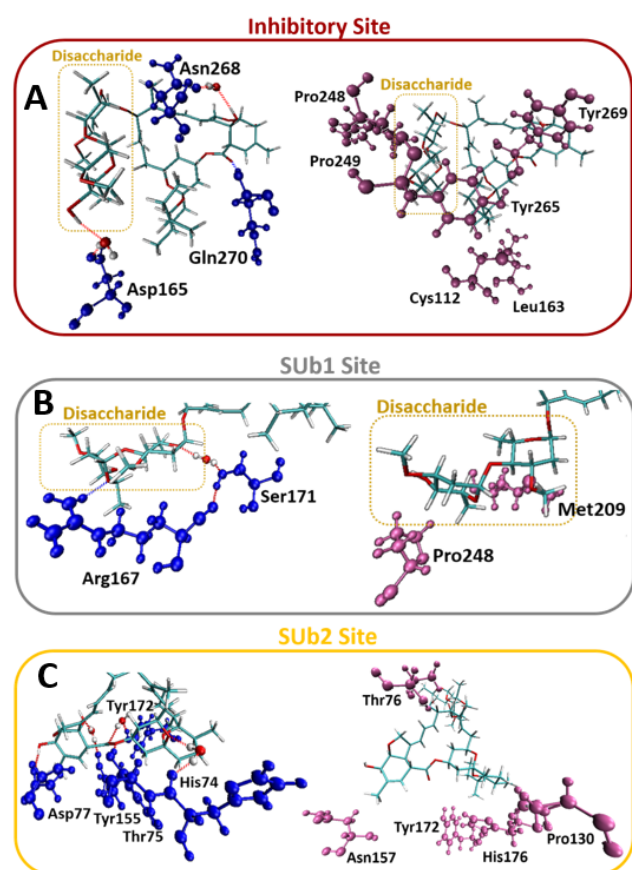 Inhibitory Site
A
Disaccharide
Asn268
Gln270
Asp165
Disaccharide
Pro248
Tyr269
Pro249
Tyr265
Cys112
Leu163
SUb1 Site
B
Disaccharide
Ser171
Arg167
Disaccharide
Met209
Pro248
SUb2 Site
C
Tyr172
His74
Asp77
Tyr155
Thr75
Thr76
Tyr172
Asn157
His176
Pro130